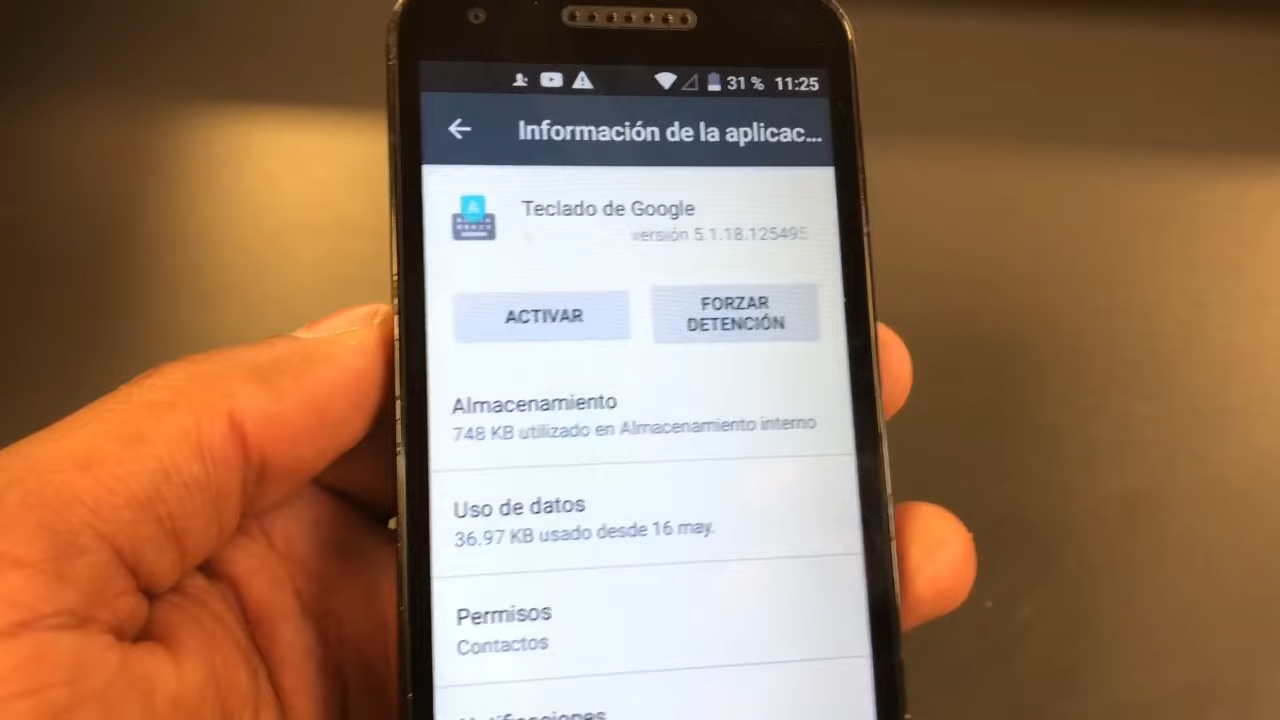 31 % 11:25
Información de la aplicac...
Teclado de Google
versión 5.1.18.125495
ACTIVAR
FORZAR
DETENCIÓN
Almacenamiento
748 KB utilizado en Almacenamiento interno
Uso de datos
36,97 KB usado desde 16 may.
Permisos
Contactos
Notificaciones